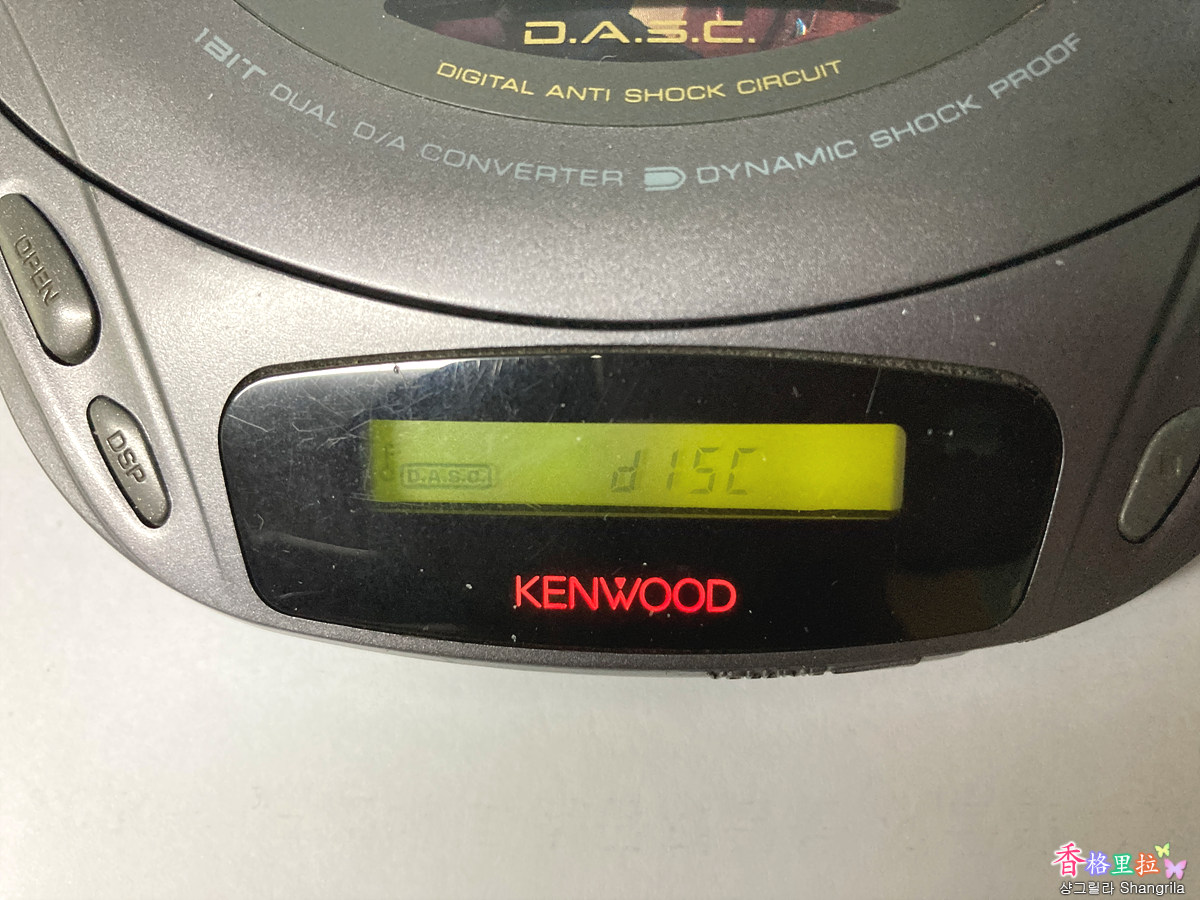 D.A.S.C.
DIGITAL ANTI SHOCK CIRCUIT
1BIT DUAL D/A CONVERTER DYNAMIC SHOCK PROOF
OPEN
DSP
D.A.S.C.
dISC
KENWOOD
香格里拉
샹그릴라 Shangrila